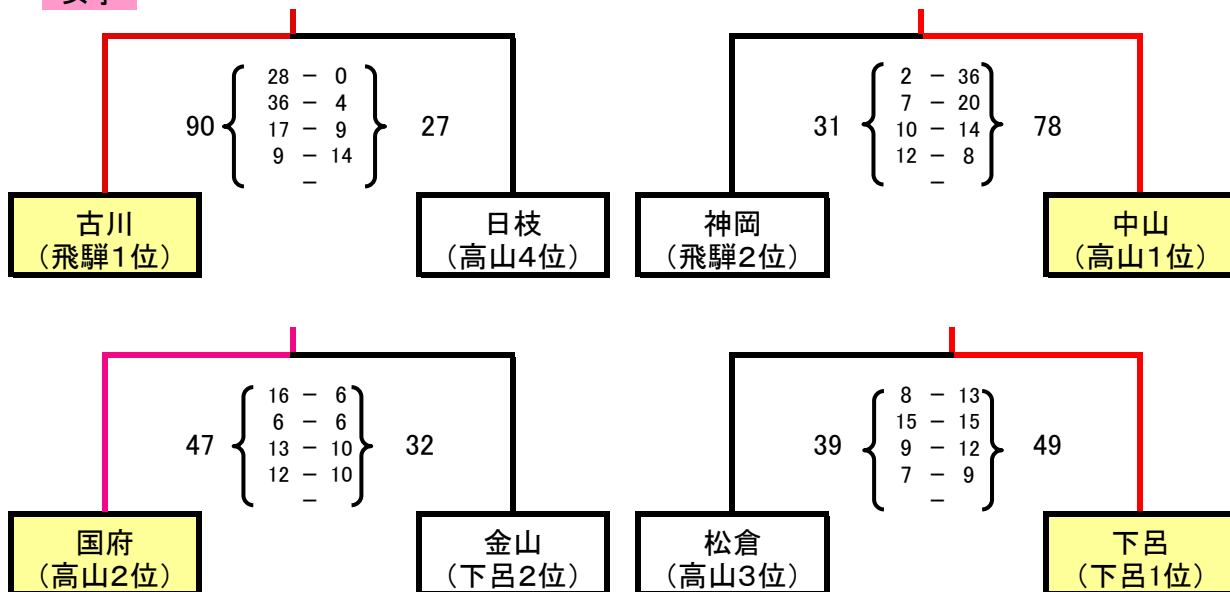 28 － 0
36 － 4
90 17 － 9 27
9 － 14
－
古川
（飛騨１位）
日枝
（高山４位）
2 － 36
7 － 20
31 10 － 14 78
12 － 8
－
神岡
（飛騨２位）
中山
（高山１位）
16 － 6
6 － 6
47 13 － 10 32
12 － 10
－
国府
（高山２位）
金山
（下呂２位）
8 － 13
15 － 15
39 9 － 12 49
7 － 9
－
松倉
（高山３位）
下呂
（下呂１位）